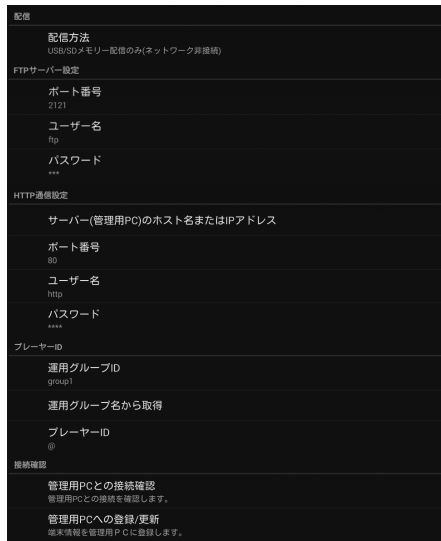 配信
配信方法
USB/SDメモリー配信のみ(ネットワーク非接続)
FTPサーバー設定
ポート番号
2121
ユーザー名
ftp
パスワード
***
HTTP通信設定
サーバー(管理用PC)のホスト名またはIPアドレス
ポート番号
80
ユーザー名
http
パスワード
****
プレーヤーID
運用グループID
group1
運用グループ名から取得
プレーヤーID
@
接続確認
管理用PCとの接続確認
管理用PCとの接続を確認します。
管理用PCへの登録/更新
端末情報を管理用ＰＣに登録します。